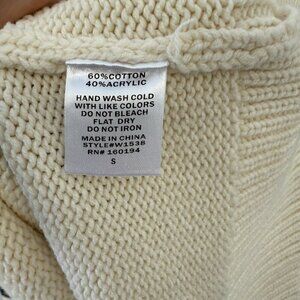 60%COTTON
40%ACRYLIC
HAND WASH COLD
WITH LIKE COLORS
DO NOT BLEACH
FLAT DRY
DO NOT IRON
MADE IN CHINA
STYLE#W1538
RN# 160194
S